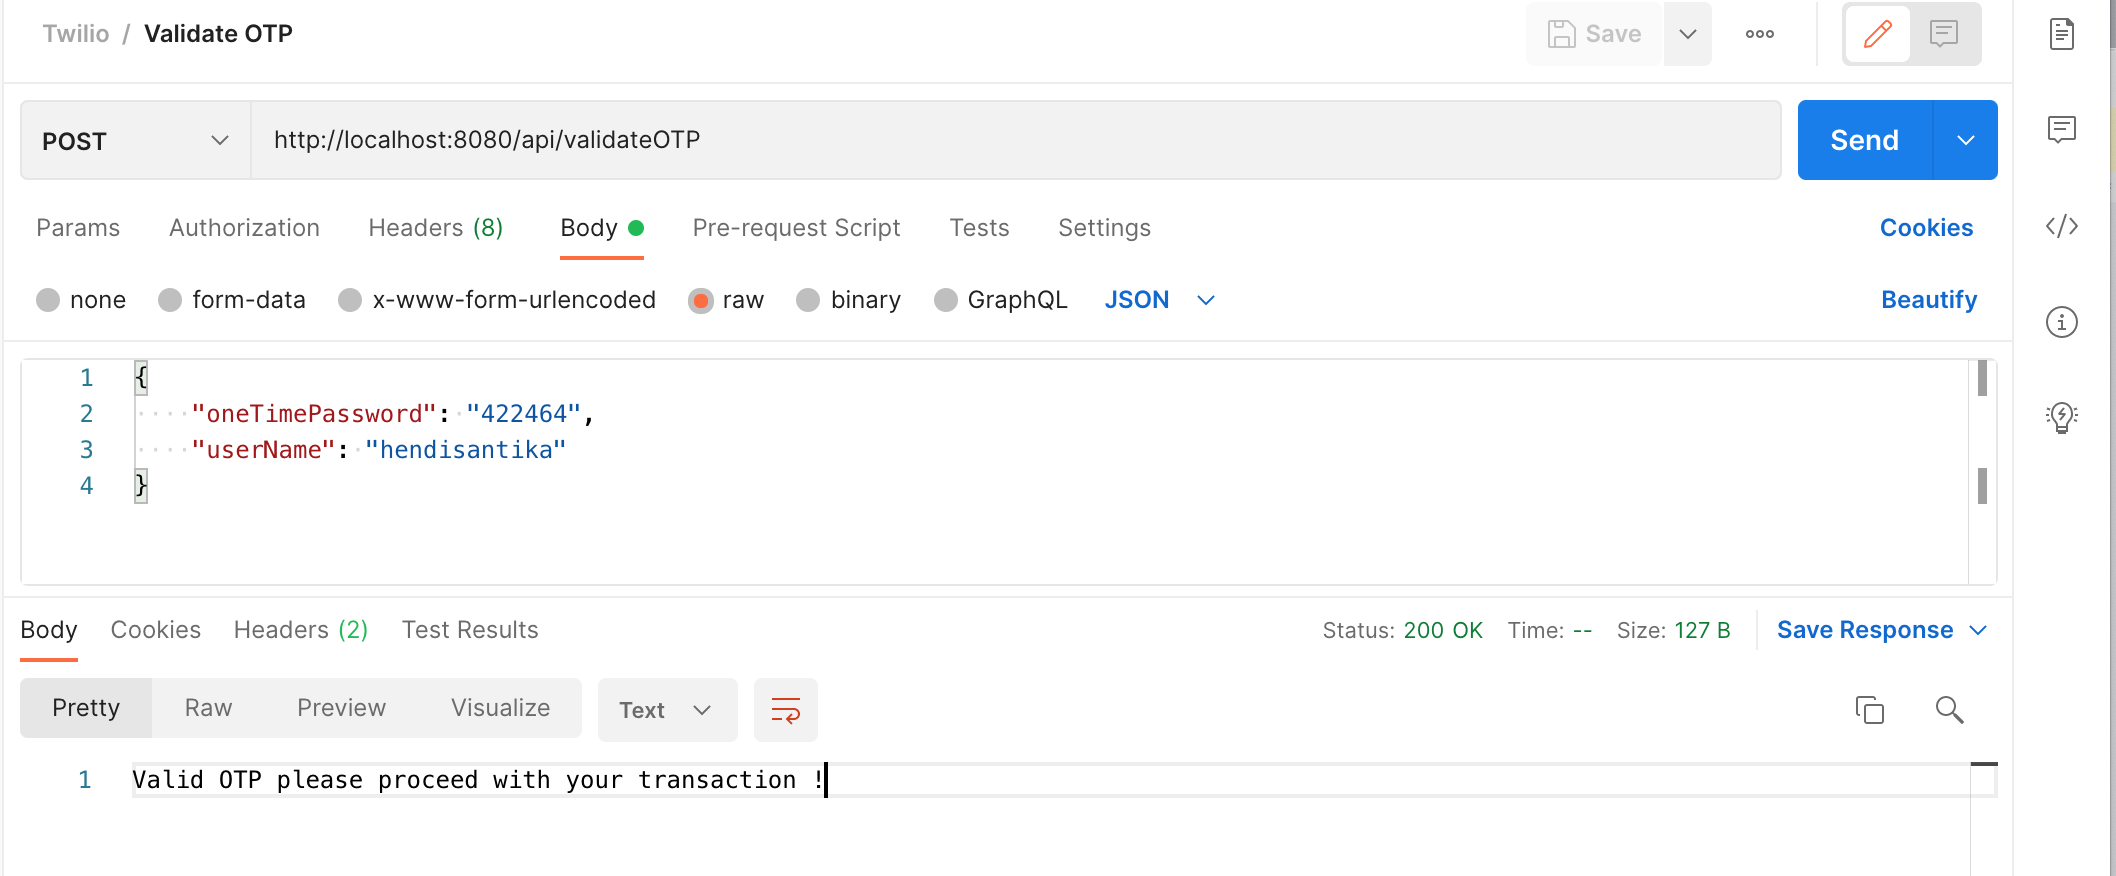 Twilio / Validate OTP
Save
POST http://localhost:8080/api/validateOTP Send
Params Authorization Headers (8) Body Pre-request Script Tests Settings Cookies
none form-data x-www-form-urlencoded raw binary GraphQL JSON Beautify
1 {
2 "oneTimePassword": "422464",
3 "userName": "hendisantika"
4 }
Body Cookies Headers (2) Test Results Status: 200 OK Time: -- Size: 127 B Save Response
Pretty Raw Preview Visualize Text
1 Valid OTP please proceed with your transaction !